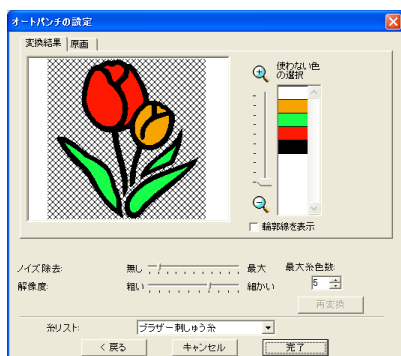 オートパンチの設定
変換結果 原画
使わない色
の選択
輪郭線を表示
ノイズ除去: 無し 最大 最大糸色数:
解像度: 粗い 細かい 5
再変換
糸リスト: ブラザー刺しゅう糸
< 戻る キャンセル 完了